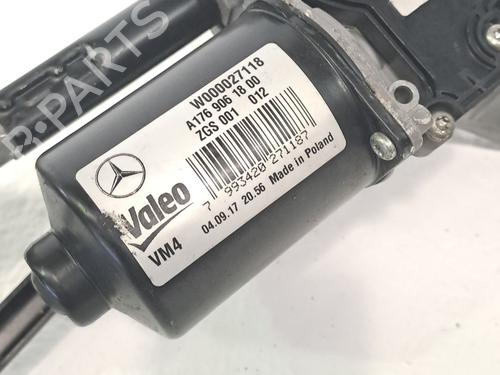 W000027118
A176 906 18 00
ZGS 001 012
7 993420 271187
Valeo
VM4
04.09.17 20.56 Made in Poland
B-PARTS